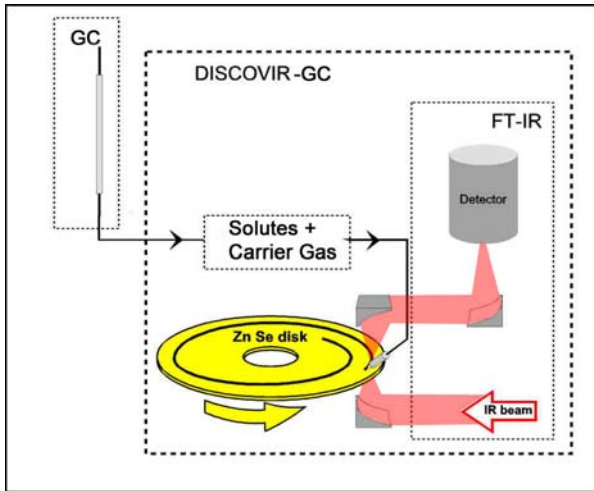 GC
DISCOVIR-GC
FT-IR
Detector
Solutes +
Carrier Gas
Zn Se disk
IR beam